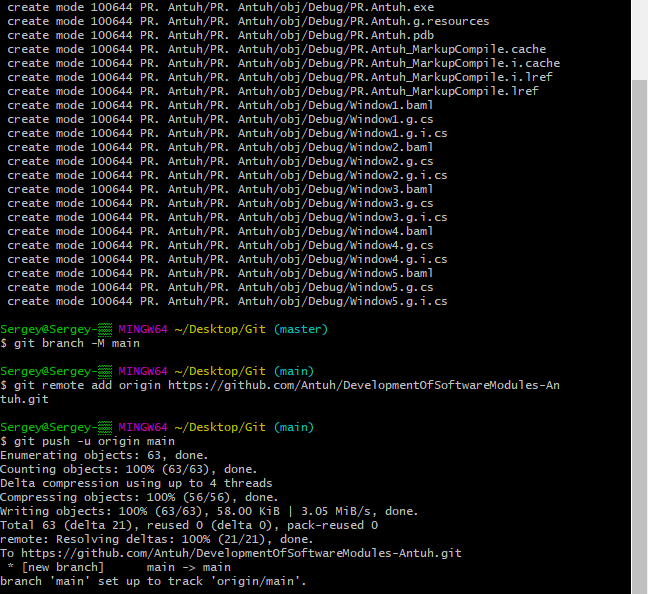 create mode 100644 PR. Antuh/PR. Antuh/obj/Debug/PR.Antuh.exe
create mode 100644 PR. Antuh/PR. Antuh/obj/Debug/PR.Antuh.g.resources
create mode 100644 PR. Antuh/PR. Antuh/obj/Debug/PR.Antuh.pdb
create mode 100644 PR. Antuh/PR. Antuh/obj/Debug/PR.Antuh_MarkupCompile.cache
create mode 100644 PR. Antuh/PR. Antuh/obj/Debug/PR.Antuh_MarkupCompile.i.cache
create mode 100644 PR. Antuh/PR. Antuh/obj/Debug/PR.Antuh_MarkupCompile.i.lref
create mode 100644 PR. Antuh/PR. Antuh/obj/Debug/PR.Antuh_MarkupCompile.lref
create mode 100644 PR. Antuh/PR. Antuh/obj/Debug/Window1.baml
create mode 100644 PR. Antuh/PR. Antuh/obj/Debug/Window1.g.cs
create mode 100644 PR. Antuh/PR. Antuh/obj/Debug/Window1.g.i.cs
create mode 100644 PR. Antuh/PR. Antuh/obj/Debug/Window2.baml
create mode 100644 PR. Antuh/PR. Antuh/obj/Debug/Window2.g.cs
create mode 100644 PR. Antuh/PR. Antuh/obj/Debug/Window2.g.i.cs
create mode 100644 PR. Antuh/PR. Antuh/obj/Debug/Window3.baml
create mode 100644 PR. Antuh/PR. Antuh/obj/Debug/Window3.g.cs
create mode 100644 PR. Antuh/PR. Antuh/obj/Debug/Window3.g.i.cs
create mode 100644 PR. Antuh/PR. Antuh/obj/Debug/Window4.baml
create mode 100644 PR. Antuh/PR. Antuh/obj/Debug/Window4.g.cs
create mode 100644 PR. Antuh/PR. Antuh/obj/Debug/Window4.g.i.cs
create mode 100644 PR. Antuh/PR. Antuh/obj/Debug/Window5.baml
create mode 100644 PR. Antuh/PR. Antuh/obj/Debug/Window5.g.cs
create mode 100644 PR. Antuh/PR. Antuh/obj/Debug/Window5.g.i.cs
Sergey@Sergey-▒▒ MINGW64 ~/Desktop/Git (master)
$ git branch -M main
Sergey@Sergey-▒▒ MINGW64 ~/Desktop/Git (main)
$ git remote add origin https://github.com/Antuh/DevelopmentOfSoftwareModules-An
tuh.git
Sergey@Sergey-▒▒ MINGW64 ~/Desktop/Git (main)
$ git push -u origin main
Enumerating objects: 63, done.
Counting objects: 100% (63/63), done.
Delta compression using up to 4 threads
Compressing objects: 100% (56/56), done.
Writing objects: 100% (63/63), 58.00 KiB | 3.05 MiB/s, done.
Total 63 (delta 21), reused 0 (delta 0), pack-reused 0
remote: Resolving deltas: 100% (21/21), done.
To https://github.com/Antuh/DevelopmentOfSoftwareModules-Antuh.git
* [new branch]      main -> main
branch 'main' set up to track 'origin/main'.